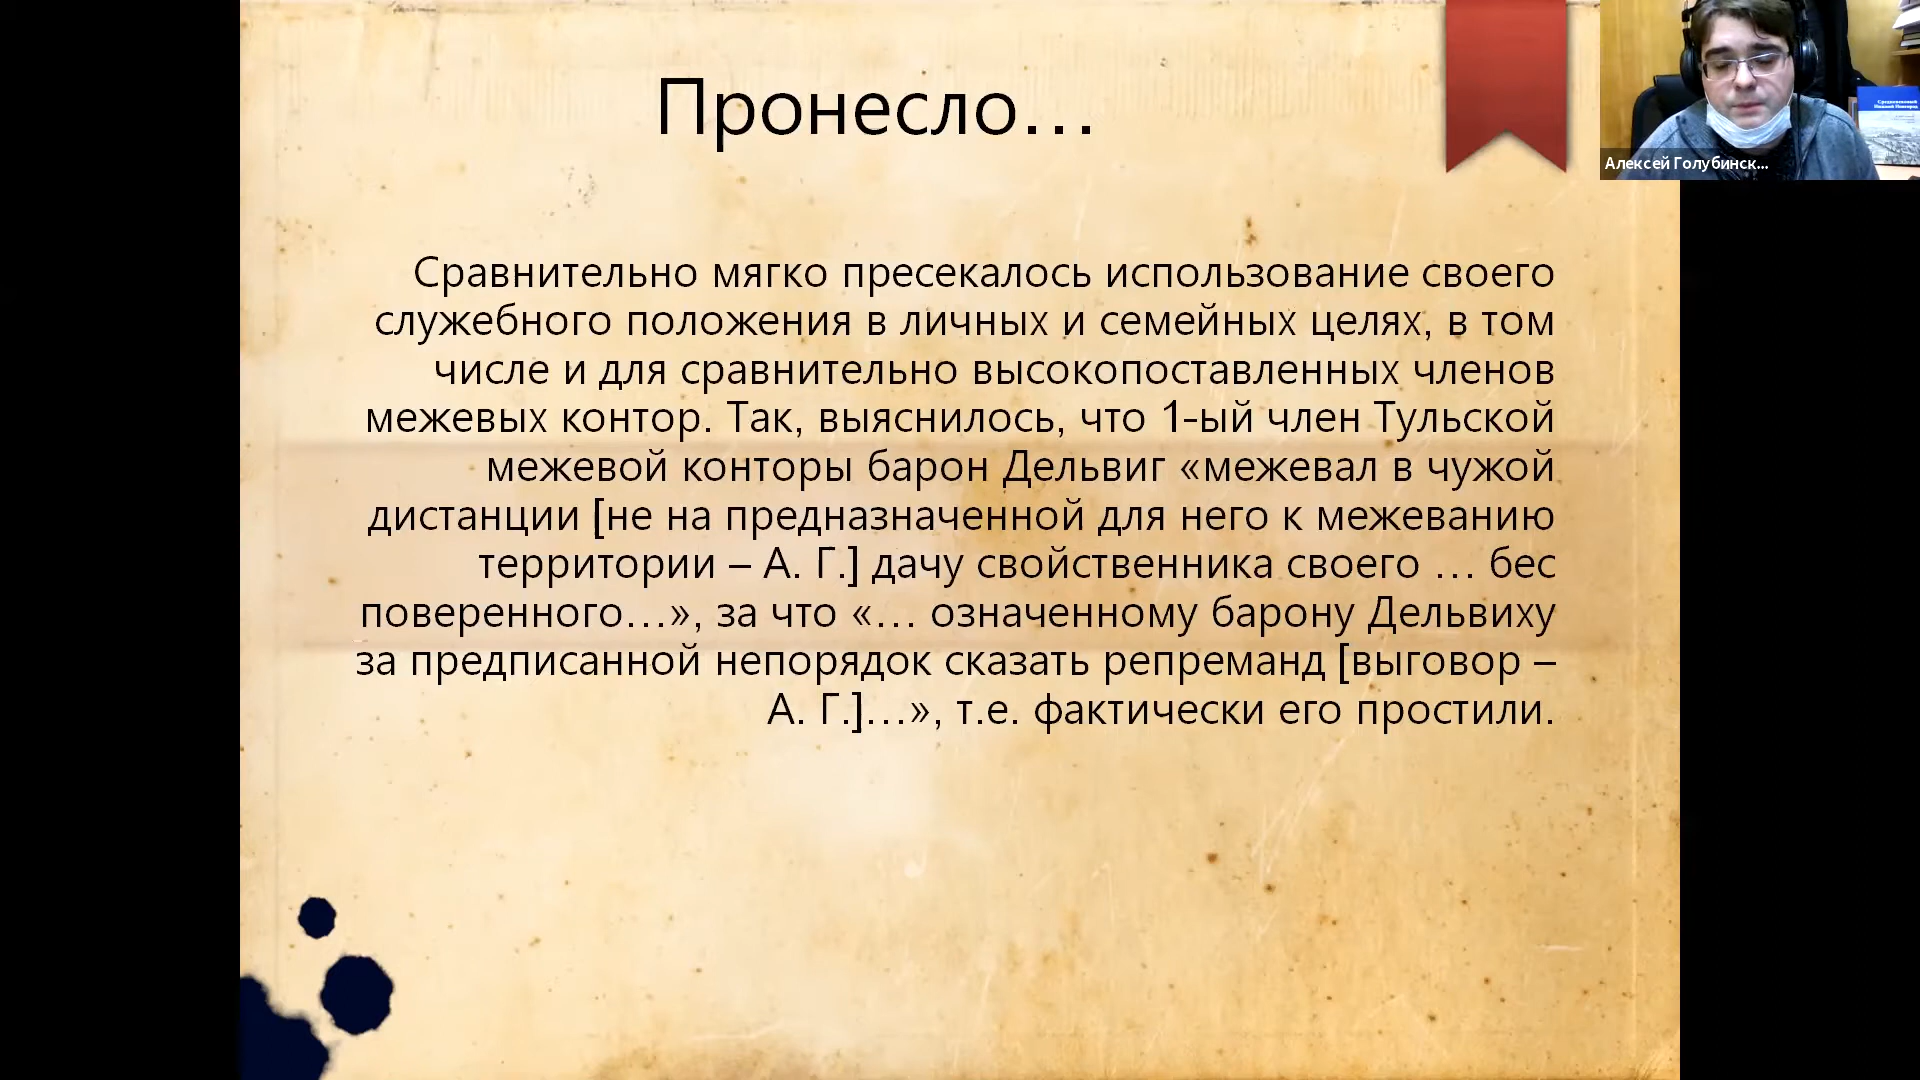 Пронесло...
Сравнительно мягко пресекалось использование своего
служебного положения в личных и семейных целях, в том
числе и для сравнительно высокопоставленных членов
межевых контор. Так, выяснилось, что 1-ый член Тульской
межевой конторы барон Дельвиг «межевал в чужой
дистанции [не на предназначенной для него к межеванию
территории – А. Г.] дачу свойственника своего ... бес
поверенного...», за что «... означенному барону Дельвиху
за предписанной непорядок сказать репреманд [выговор –
А. Г.]...», т.е. фактически его простили.
Алексей Голубинск...
Средневековый
Нижний Новгород